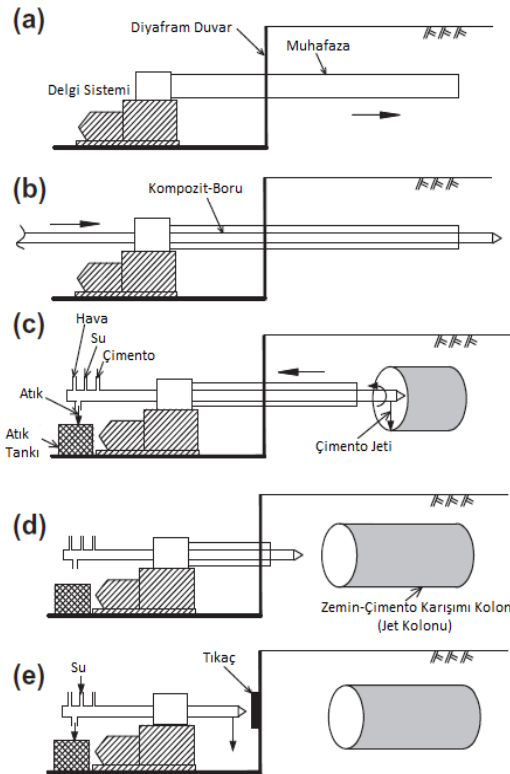 (a)
Diyafram Duvar
Muhafaza
Delgi Sistemi
(b)
Kompozit-Boru
(c)
Hava
Su
Çimento
Atık
Atık
Tankı
Çimento Jeti
(d)
Zemin-Çimento Karışımı Kolon
(Jet Kolonu)
(e)
Su
Tıkaç